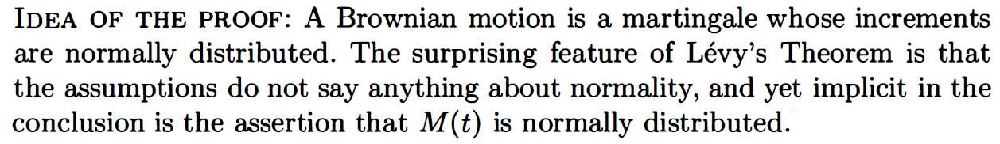 IDEA OF THE PROOF: A Brownian motion is a martingale whose increments
are normally distributed. The surprising feature of Lévy's Theorem is that
the assumptions do not say anything about normality, and yet implicit in the
conclusion is the assertion that M(t) is normally distributed.